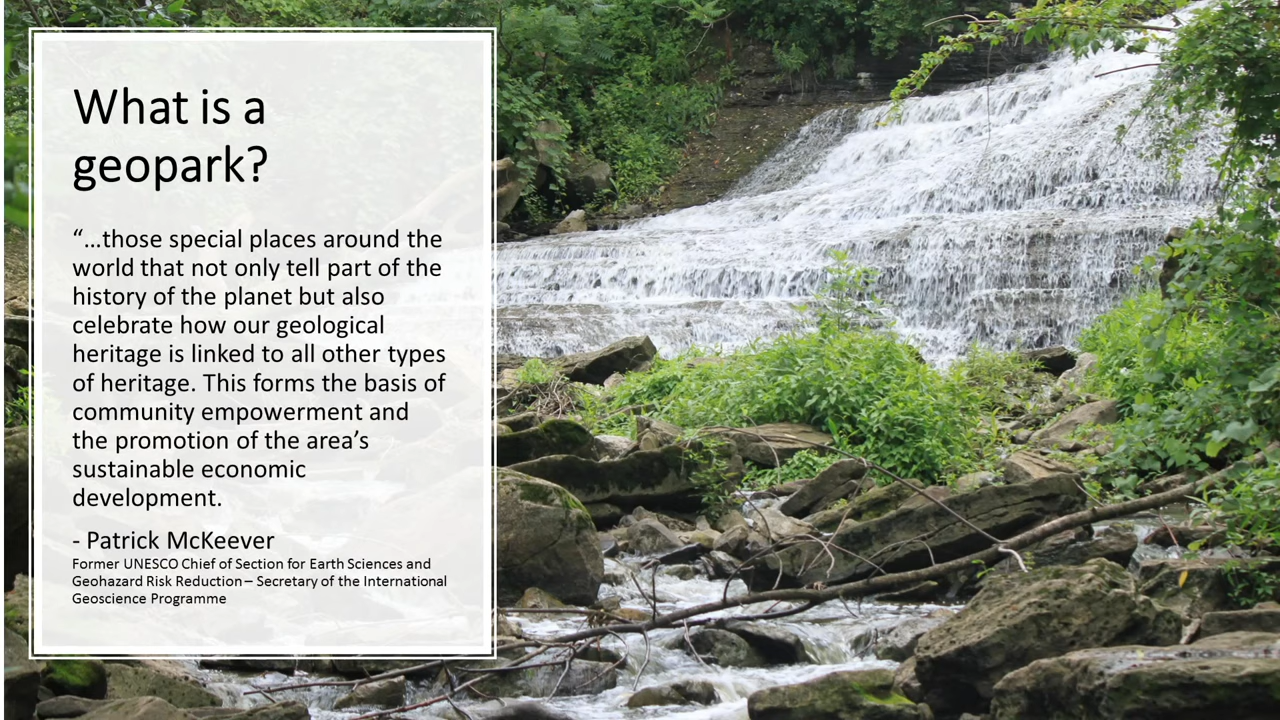 What is a
geopark?
“…those special places around the
world that not only tell part of the
history of the planet but also
celebrate how our geological
heritage is linked to all other types
of heritage. This forms the basis of
community empowerment and
the promotion of the area’s
sustainable economic
development.
- Patrick McKeever
Former UNESCO Chief of Section for Earth Sciences and
Geohazard Risk Reduction – Secretary of the International
Geoscience Programme